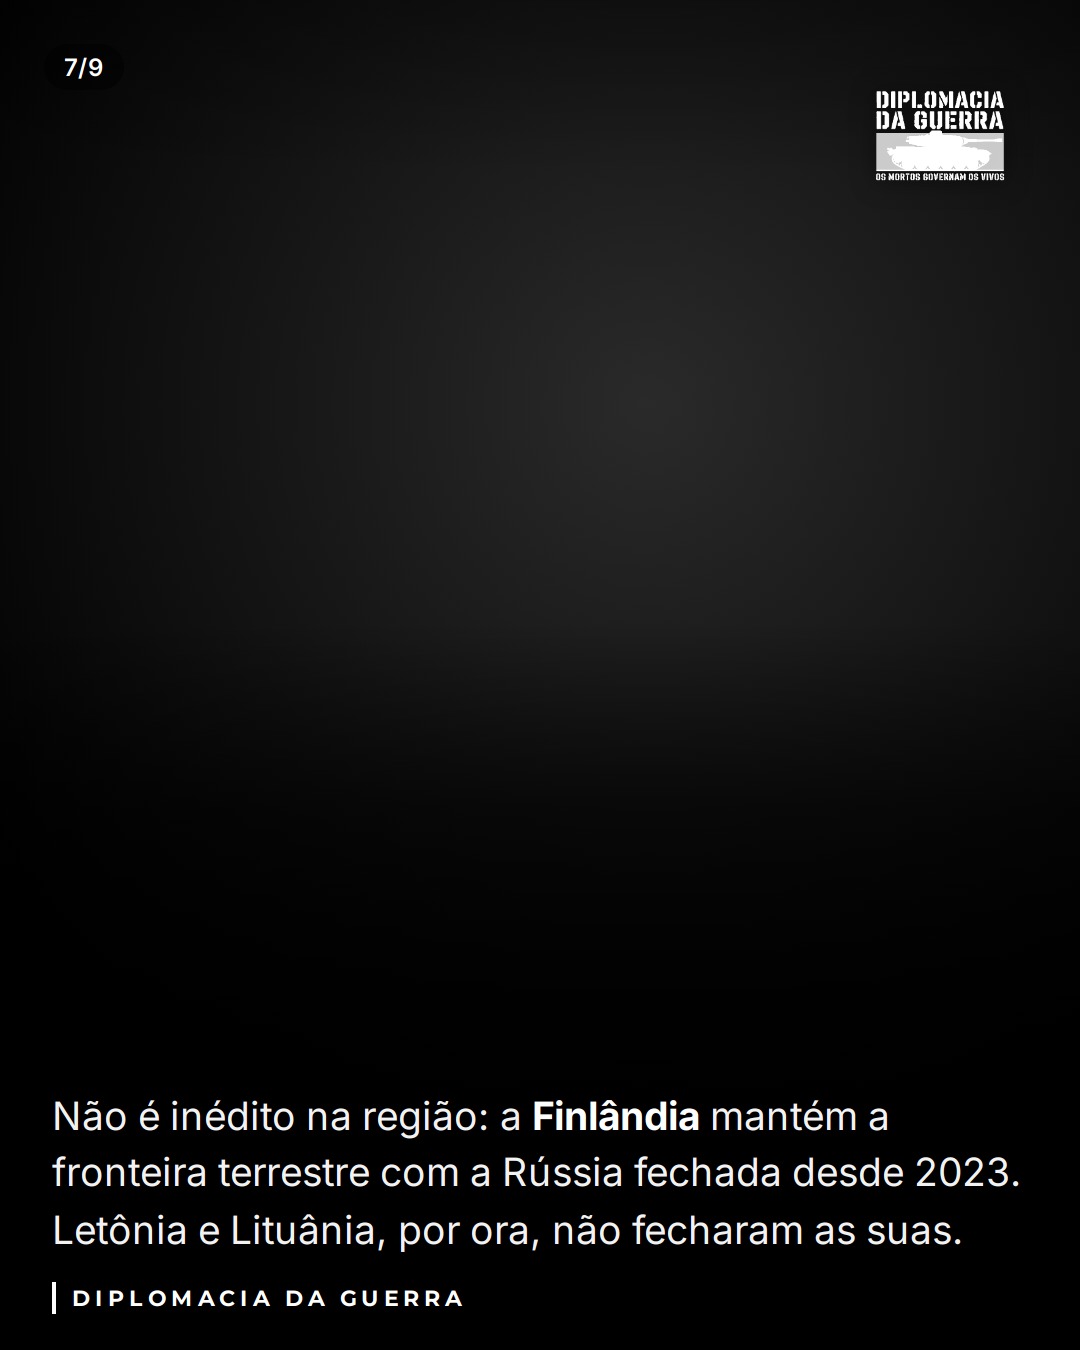 7/9
DIPLOMACIA
DA GUERRA
OS MORTOS GOVERNAM OS VIVOS
Não é inédito na região: a Finlândia mantém a
fronteira terrestre com a Rússia fechada desde 2023.
Letônia e Lituânia, por ora, não fecharam as suas.
DIPLOMACIA DA GUERRA